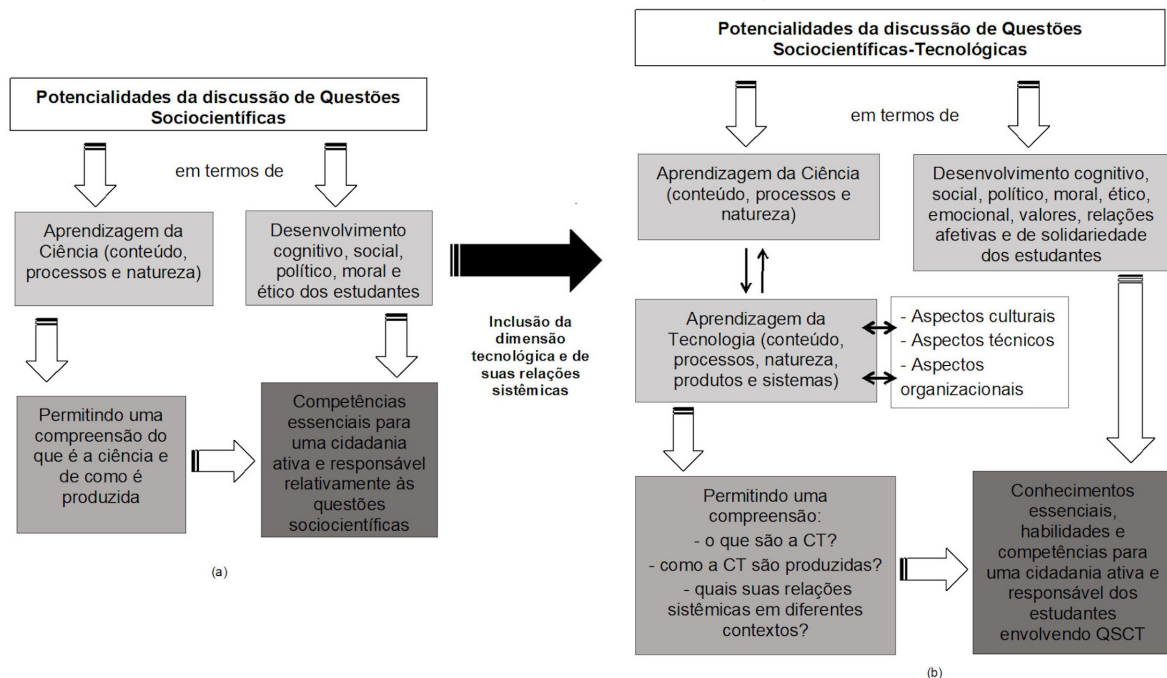 Potencialidades da discussão de Questões
Sociocientíficas
em termos de
Aprendizagem da
Ciência (conteúdo,
processos e natureza)
Desenvolvimento
cognitivo, social,
político, moral e
ético dos estudantes
Permitindo uma
compreensão do
que é a ciência e
de como é
produzida
Competências
essenciais para
uma cidadania
ativa e responsável
relativamente às
questões
sociocientíficas
(a)
Inclusão da
dimensão
tecnológica e de
suas relações
sistêmicas
Potencialidades da discussão de Questões
Sociocientíficas-Tecnológicas
em termos de
Aprendizagem da Ciência
(conteúdo, processos e
natureza)
Desenvolvimento cognitivo,
social, político, moral, ético,
emocional, valores, relações
afetivas e de solidariedade
dos estudantes
Aprendizagem da
Tecnologia (conteúdo,
processos, natureza,
produtos e sistemas)
- Aspectos culturais
- Aspectos técnicos
- Aspectos
organizacionais
Permitindo uma
compreensão:
- o que são a CT?
- como a CT são produzidas?
- quais suas relações
sistêmicas em diferentes
contextos?
Conhecimentos
essenciais,
habilidades e
competências para
uma cidadania ativa e
responsável dos
estudantes
envolvendo QSCT
(b)